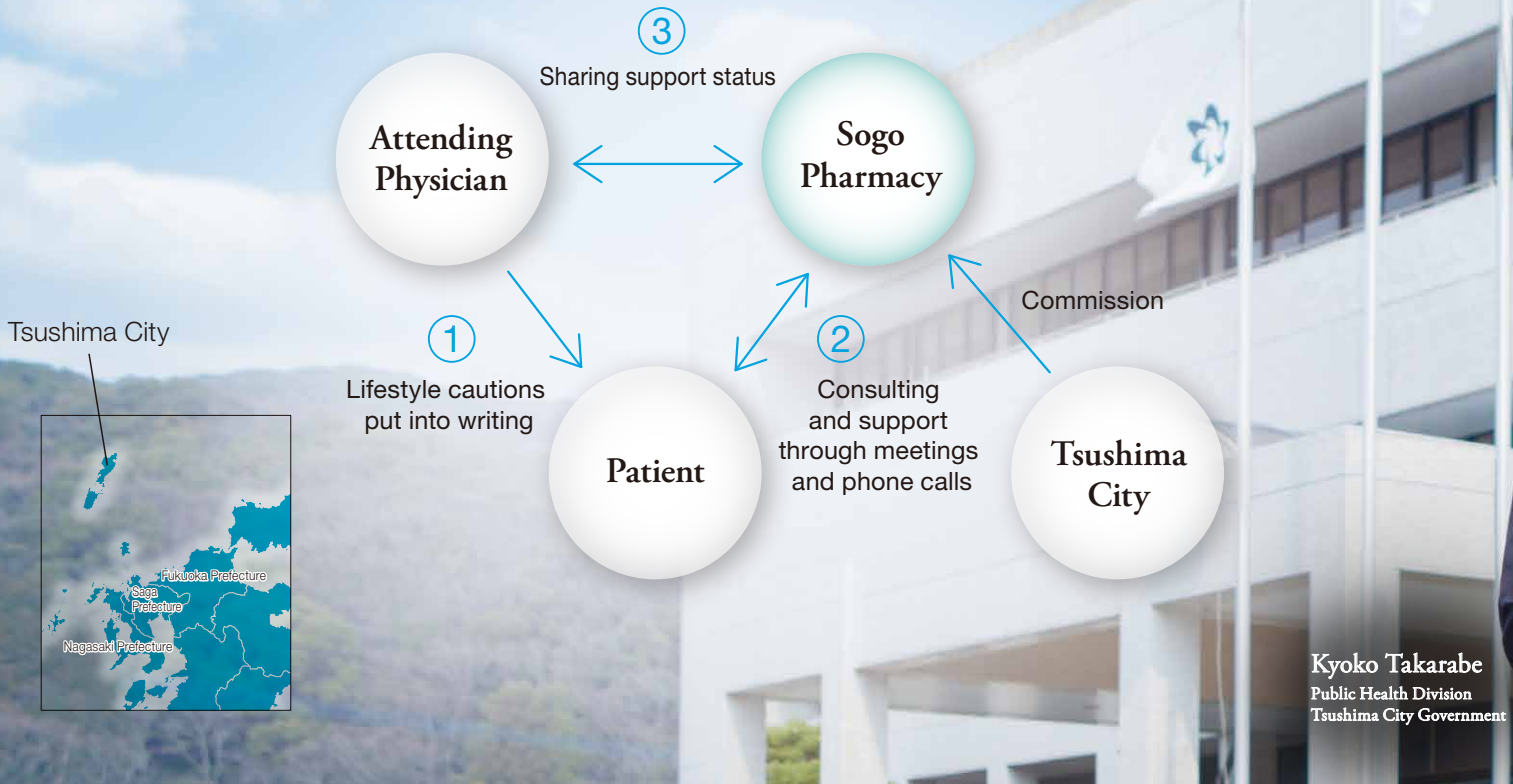 ③
Sharing support status
Attending
Physician
Sogo
Pharmacy
Commission
Tsushima City
①
Lifestyle cautions
put into writing
②
Consulting
and support
through meetings
and phone calls
Patient
Tsushima
City
Fukuoka Prefecture
Saga
Prefecture
Nagasaki Prefecture
Kyoko Takarabe
Public Health Division
Tsushima City Government